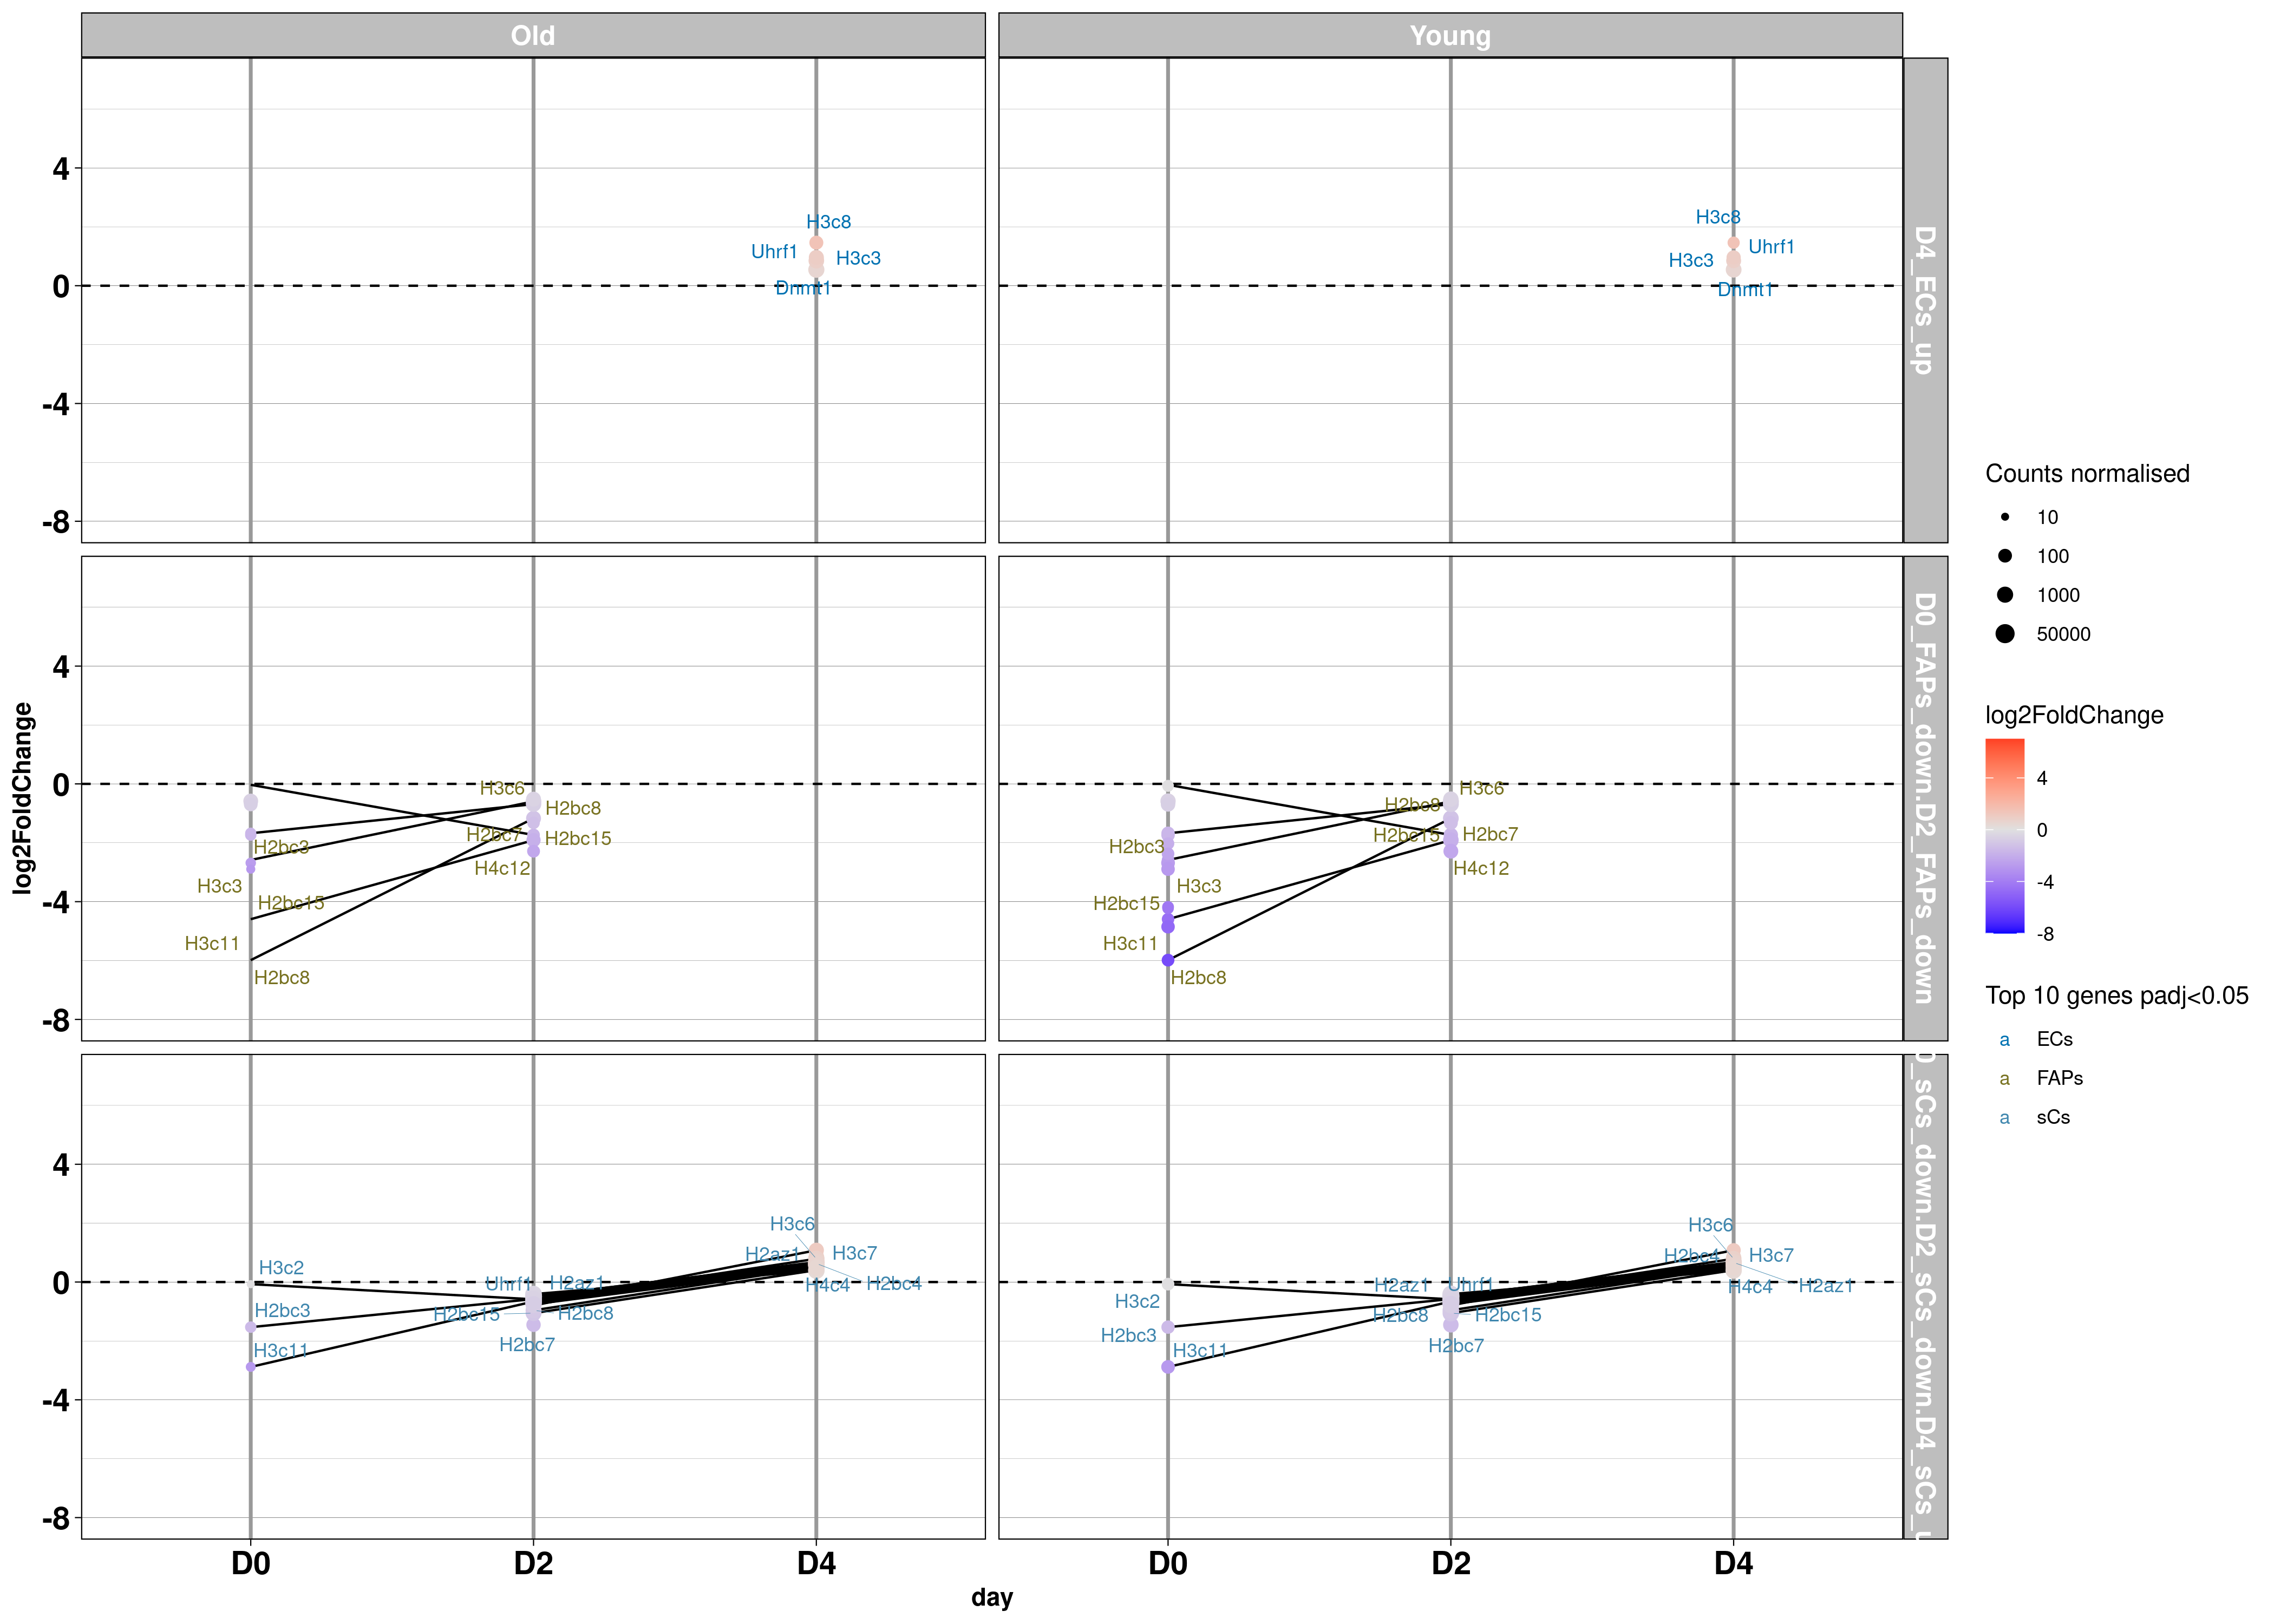 Old
Young
4
0
-4
-8
H3c8
Uhrf1
H3c3
Dnmt1
H3c8
Uhrf1
H3c3
Dnmt1
D4_ECs_up
4
0
-4
-8
H2bc3
H3c3
H2bc15
H3c11
H2bc8
H3c6
H2bc8
H2bc7
H2bc15
H4c12
H2bc3
H3c3
H2bc15
H3c11
H2bc8
H3c6
H2bc8
H2bc15
H2bc7
H4c12
D0_FAPs_down.D2_FAPs_down
4
0
-4
-8
H3c2
H2bc3
H3c11
Uhrf1
H2az1
H2bc15
H2bc8
H2bc7
H3c6
H2az1
H3c7
H4c4
H2bc4
H3c2
H2bc3
H3c11
H2az1
Uhrf1
H2bc8
H2bc15
H2bc7
H3c6
H2bc4
H3c7
H4c4
H2az1
0_sCs_down.D2_sCs_down.D4_sCs_u
D0
D2
D4
D0
D2
D4
day
log2FoldChange
Counts normalised
10
100
1000
50000
log2FoldChange
4
0
-4
-8
Top 10 genes padj<0.05
a ECs
a FAPs
a sCs